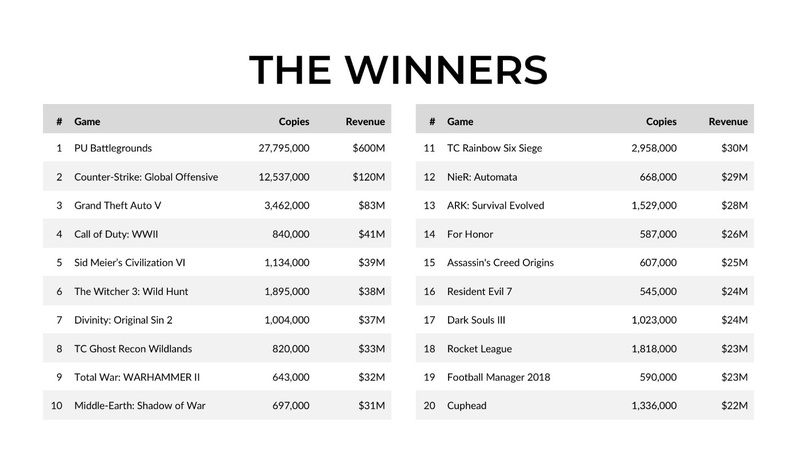 THE WINNERS
# Game Copies Revenue
1 PU Battlegrounds 27,795,000 $600M
2 Counter-Strike: Global Offensive 12,537,000 $120M
3 Grand Theft Auto V 3,462,000 $83M
4 Call of Duty: WWII 840,000 $41M
5 Sid Meier's Civilization VI 1,134,000 $39M
6 The Witcher 3: Wild Hunt 1,895,000 $38M
7 Divinity: Original Sin 2 1,004,000 $37M
8 TC Ghost Recon Wildlands 820,000 $33M
9 Total War: WARHAMMER II 643,000 $32M
10 Middle-Earth: Shadow of War 697,000 $31M
# Game Copies Revenue
11 TC Rainbow Six Siege 2,958,000 $30M
12 NieR: Automata 668,000 $29M
13 ARK: Survival Evolved 1,529,000 $28M
14 For Honor 587,000 $26M
15 Assassin's Creed Origins 607,000 $25M
16 Resident Evil 7 545,000 $24M
17 Dark Souls III 1,023,000 $24M
18 Rocket League 1,818,000 $23M
19 Football Manager 2018 590,000 $23M
20 Cuphead 1,336,000 $22M